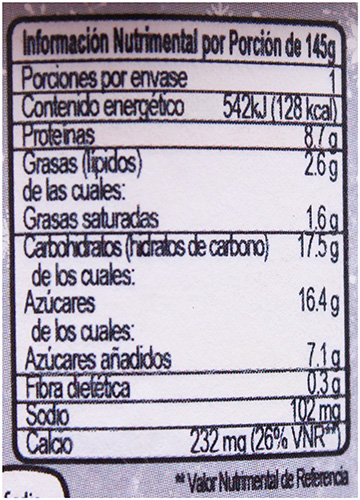 Información Nutrimental por Porción de 145g
Porciones por envase 1
Contenido energético 542kJ (128 kcal)
Proteínas 8.7 g
Grasas (lípidos) 2.6 g
de las cuales:
Grasas saturadas 1.6 g
Carbohidratos (hidratos de carbono) 17.5 g
de los cuales:
Azúcares 16.4 g
de los cuales:
Azúcares añadidos 7.1 g
Fibra dietética 0.3 g
Sodio 102 mg
Calcio 232 mg (26% VNR**)
**Valor Nutrimental de Referencia